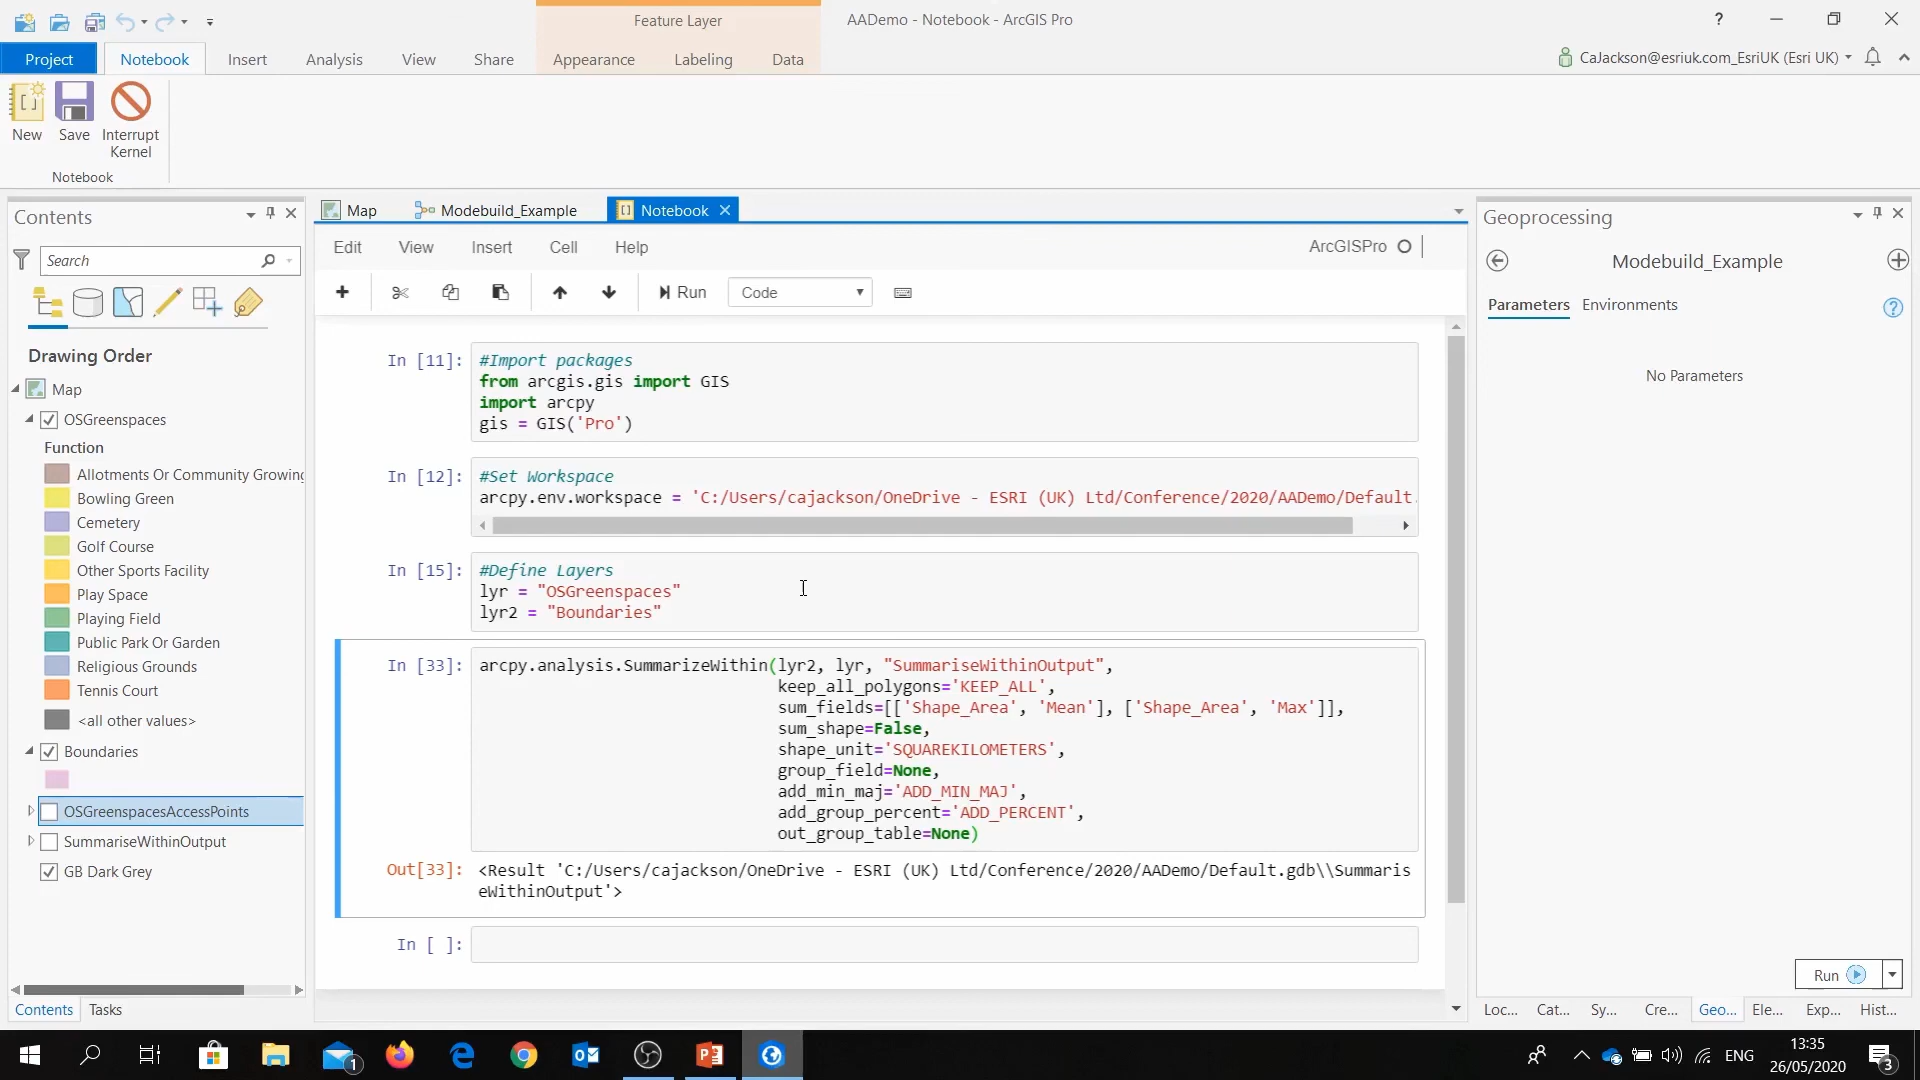 Feature Layer
AADemo - Notebook - ArcGIS Pro
?
Project
Notebook
Insert
Analysis
View
Share
Appearance
Labeling
Data
CaJackson@esriuk.com_EsriUK (Esri UK)
New
Save
Interrupt
Kernel
Notebook
Contents
Search
Drawing Order
Map
OSGreenspaces
Function
Allotments Or Community Growing
Bowling Green
Cemetery
Golf Course
Other Sports Facility
Play Space
Playing Field
Public Park Or Garden
Religious Grounds
Tennis Court
<all other values>
Boundaries
OSGreenspacesAccessPoints
SummariseWithinOutput
GB Dark Grey
Contents
Tasks
Map
Modebuild_Example
Notebook
Edit
View
Insert
Cell
Help
ArcGISPro
Run
Code
In [11]:
#Import packages
from arcgis.gis import GIS
import arcpy
gis = GIS('Pro')
In [12]:
#Set Workspace
arcpy.env.workspace = 'C:/Users/cajackson/OneDrive - ESRI (UK) Ltd/Conference/2020/AADemo/Default.
In [15]:
#Define Layers
lyr = "OSGreenspaces"
lyr2 = "Boundaries"
In [33]:
arcpy.analysis.SummarizeWithin(lyr2, lyr, "SummariseWithinOutput",
keep_all_polygons='KEEP_ALL',
sum_fields=[['Shape_Area', 'Mean'], ['Shape_Area', 'Max']],
sum_shape=False,
shape_unit='SQUAREKILOMETERS',
group_field=None,
add_min_maj='ADD_MIN_MAJ',
add_group_percent='ADD_PERCENT',
out_group_table=None)
Out[33]:
<Result 'C:/Users/cajackson/OneDrive - ESRI (UK) Ltd/Conference/2020/AADemo/Default.gdb\\Summaris
eWithinOutput'>
In [ ]:
Geoprocessing
Modebuild_Example
Parameters
Environments
?
No Parameters
Run
Loc...
Cat...
Sy...
Cre...
Geo...
Ele...
Exp...
Hist...
1
ENG
13:35
26/05/2020
3